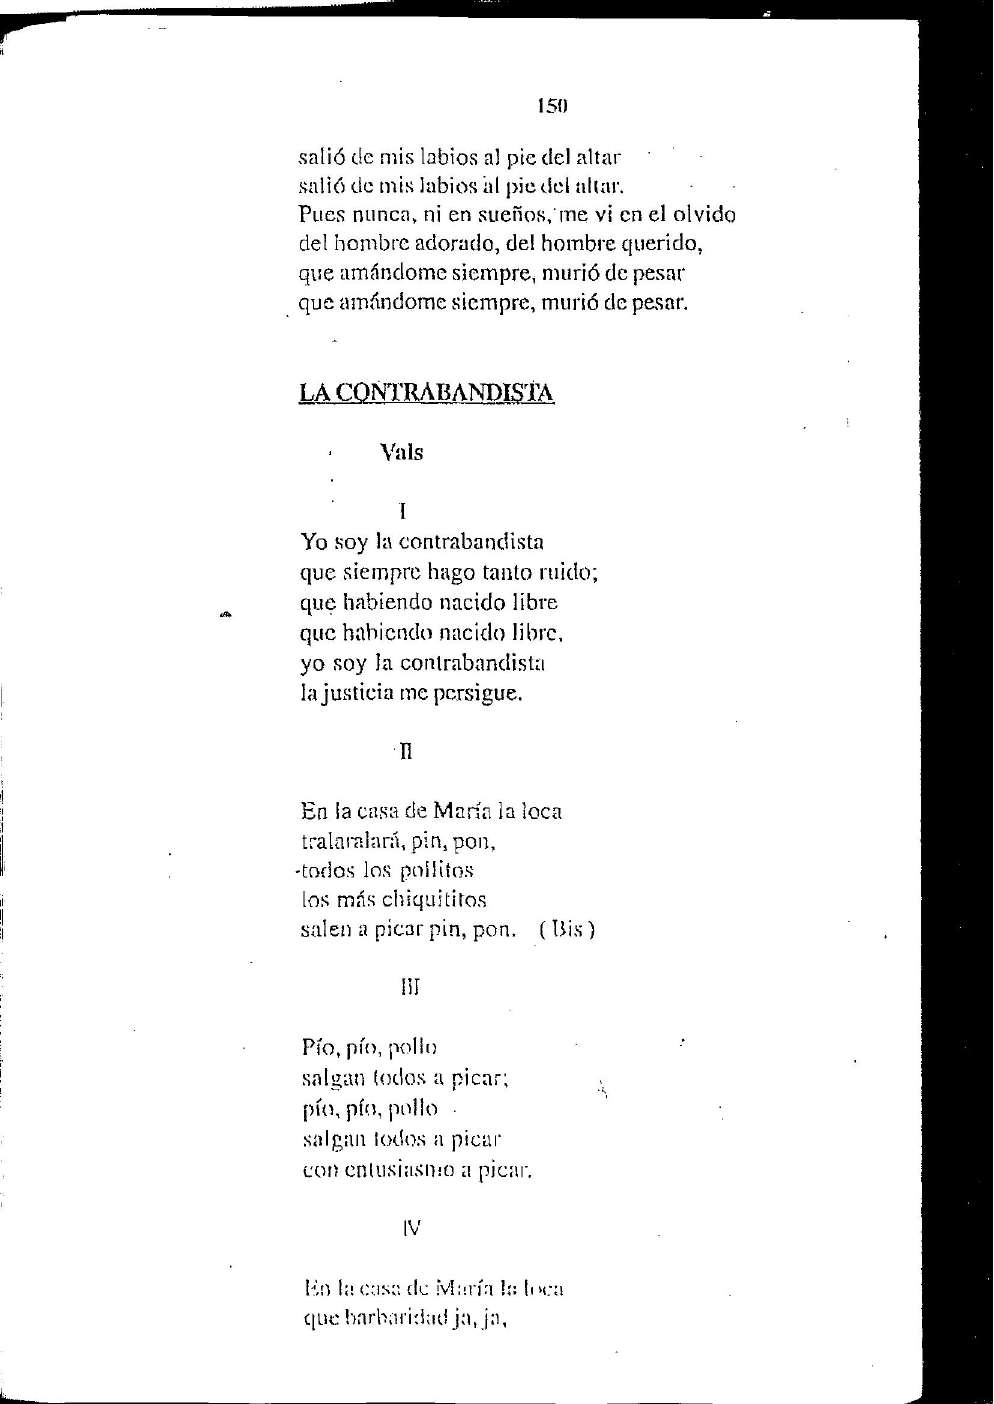 150
salió de mis labios al pie del altar
salió de mis labios al pie del altar.
Pues nunca, ni en sueños, me vi en el olvido
del hombre adorado, del hombre querido,
que amándome siempre, murió de pesar
que amándome siempre, murió de pesar.
LA CONTRABANDISTA
Vals
I
Yo soy la contrabandista
que siempre hago tanto ruido;
que habiendo nacido libre
que habiendo nacido libre,
yo soy la contrabandista
la justicia me persigue.
II
En la casa de María la loca
tralaralará, pin, pon,
todos los pollitos
los más chiquititos
salen a picar pin, pon. (Bis)
III
Pío, pío, pollo
salgan todos a picar;
pío, pío, pollo
salgan todos a picar
con entusiasmo a picar.
IV
En la casa de María la loca
que barbaridad ja, ja,